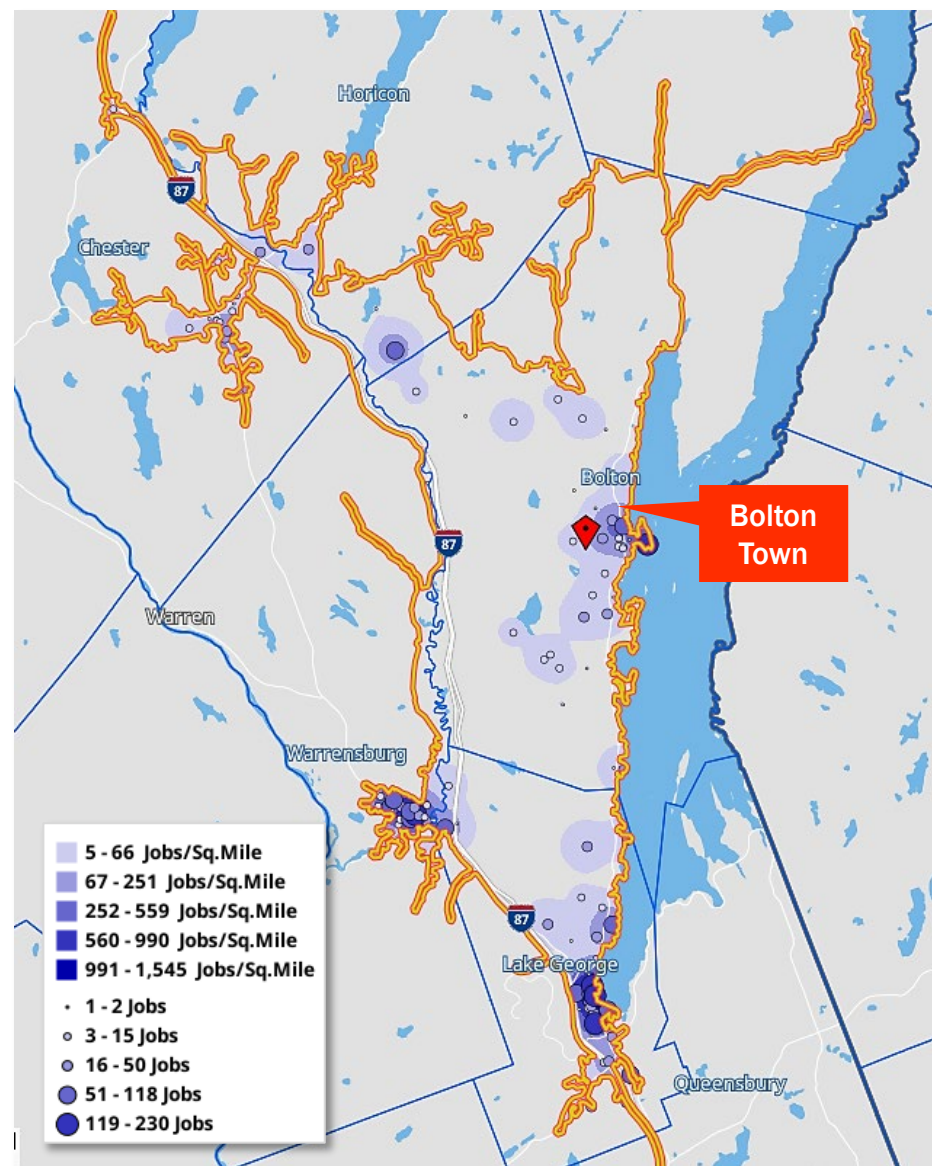 Horicon
87
Chester
Bolton
Bolton
Town
87
Warren
Warrensburg
87
Lake George
Queensbury
5 - 66 Jobs/Sq.Mile
67 - 251 Jobs/Sq.Mile
252 - 559 Jobs/Sq.Mile
560 - 990 Jobs/Sq.Mile
991 - 1,545 Jobs/Sq.Mile
1 - 2 Jobs
3 - 15 Jobs
16 - 50 Jobs
51 - 118 Jobs
119 - 230 Jobs